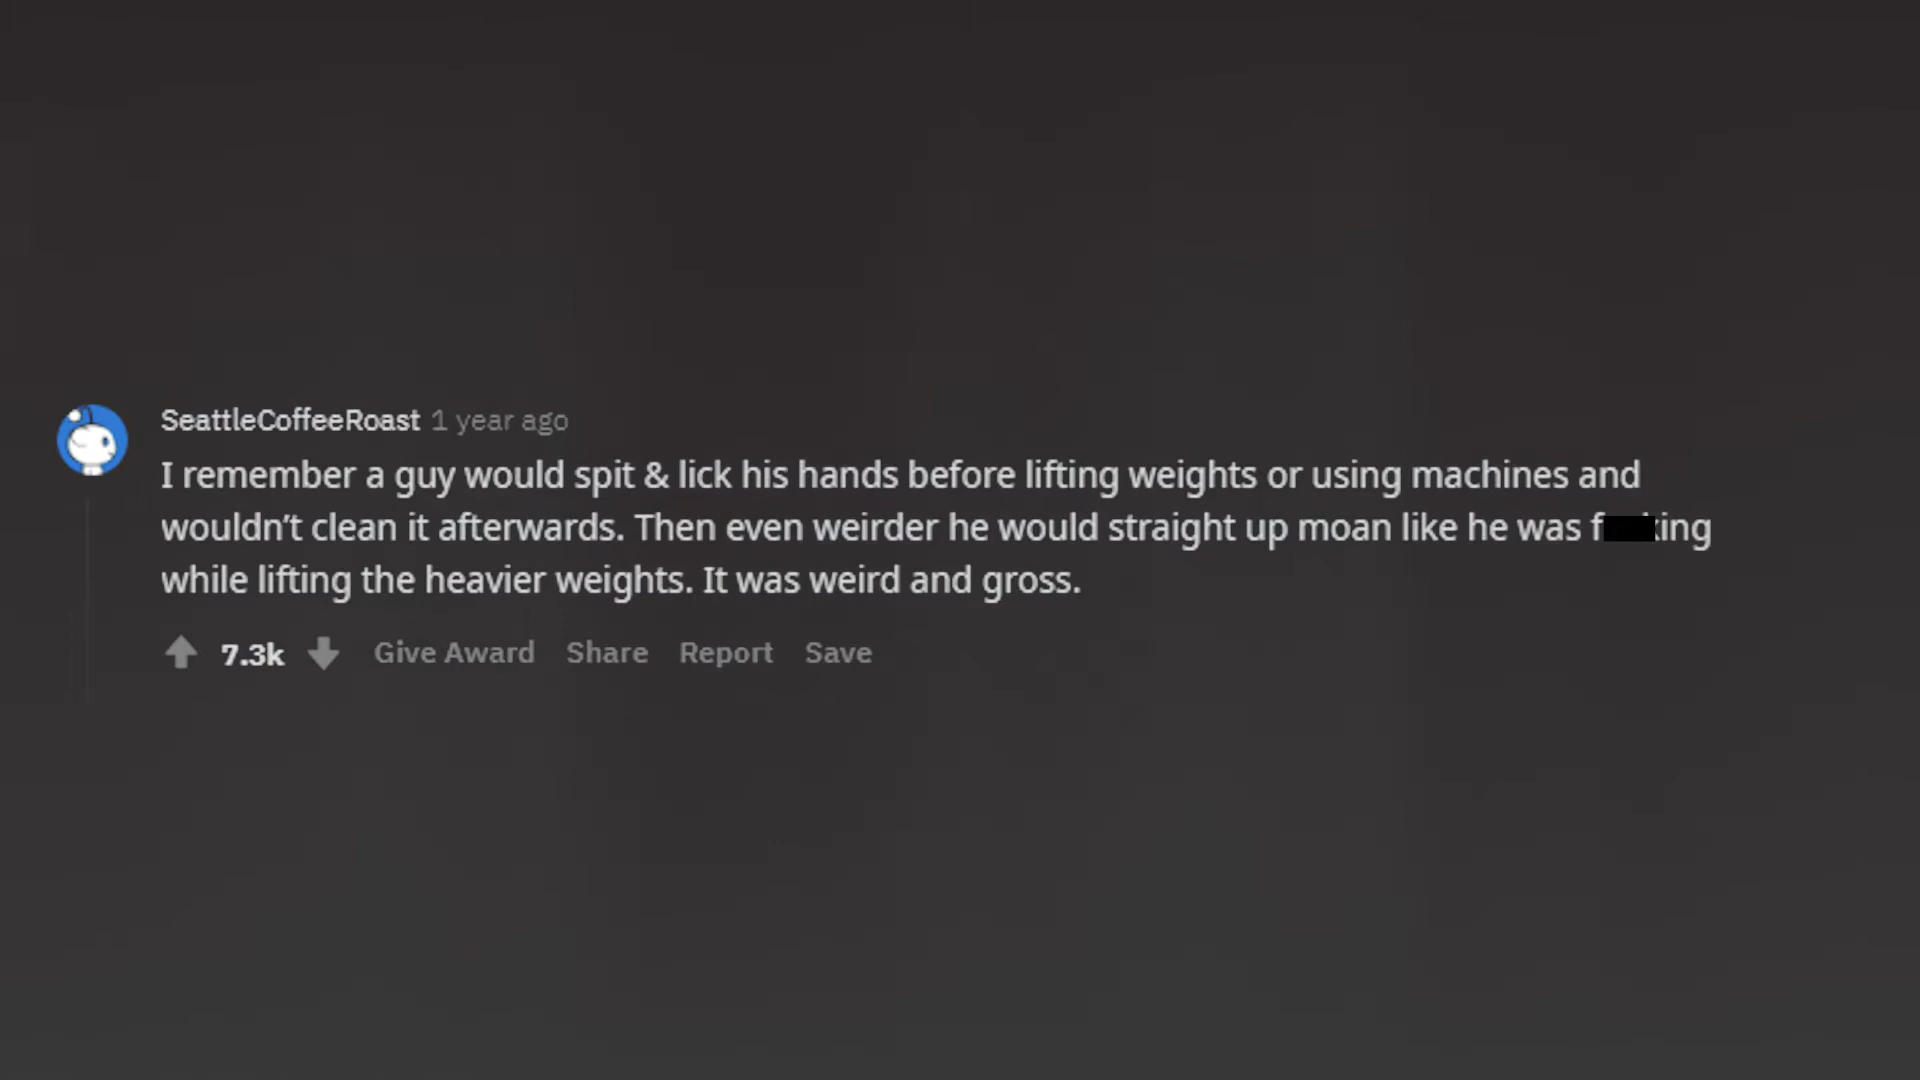 SeattleCoffeeRoast 1 year ago
I remember a guy would spit & lick his hands before lifting weights or using machines and
wouldn't clean it afterwards. Then even weirder he would straight up moan like he was f king
while lifting the heavier weights. It was weird and gross.
7.3k Give Award Share Report Save